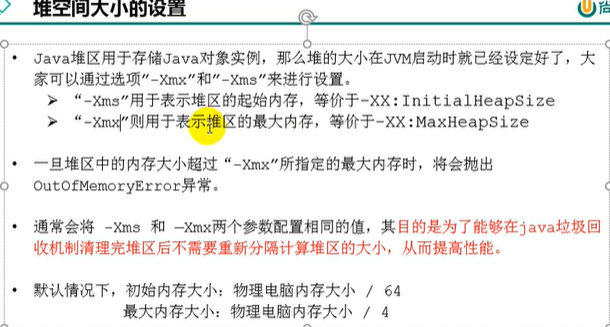 堆空间大小的设置
尚
• Java堆区用于存储Java对象实例，那么堆的大小在JVM启动时就已经设定好了，大
家可以通过选项"-Xmx"和"-Xms"来进行设置。
➢ “-Xms"用于表示堆区的起始内存，等价于-XX:InitialHeapSize
➢ “-Xmx"则用于表示堆区的最大内存，等价于-XX:MaxHeapSize
• 一旦堆区中的内存大小超过“-Xmx"所指定的最大内存时，将会抛出
OutOfMemoryError异常。
• 通常会将 -Xms 和 -Xmx两个参数配置相同的值，其目的是为了能够在java垃圾回
收机制清理完堆区后不需要重新分隔计算堆区的大小，从而提高性能。
• 默认情况下，初始内存大小：物理电脑内存大小 / 64
最大内存大小：物理电脑内存大小 / 4